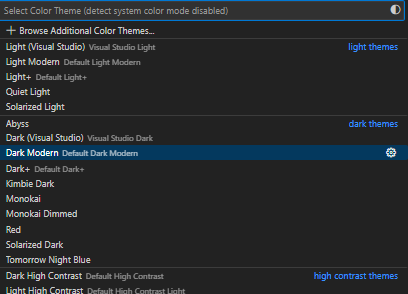 Select Color Theme (detect system color mode disabled)
+ Browse Additional Color Themes...
Light (Visual Studio) Visual Studio Light light themes
Light Modern Default Light Modern
Light+ Default Light+
Quiet Light
Solarized Light
Abyss dark themes
Dark (Visual Studio) Visual Studio Dark
Dark Modern Default Dark Modern
Dark+ Default Dark+
Kimbie Dark
Monokai
Monokai Dimmed
Red
Solarized Dark
Tomorrow Night Blue
Dark High Contrast Default High Contrast high contrast themes
Light High Contrast Default High Contrast Light